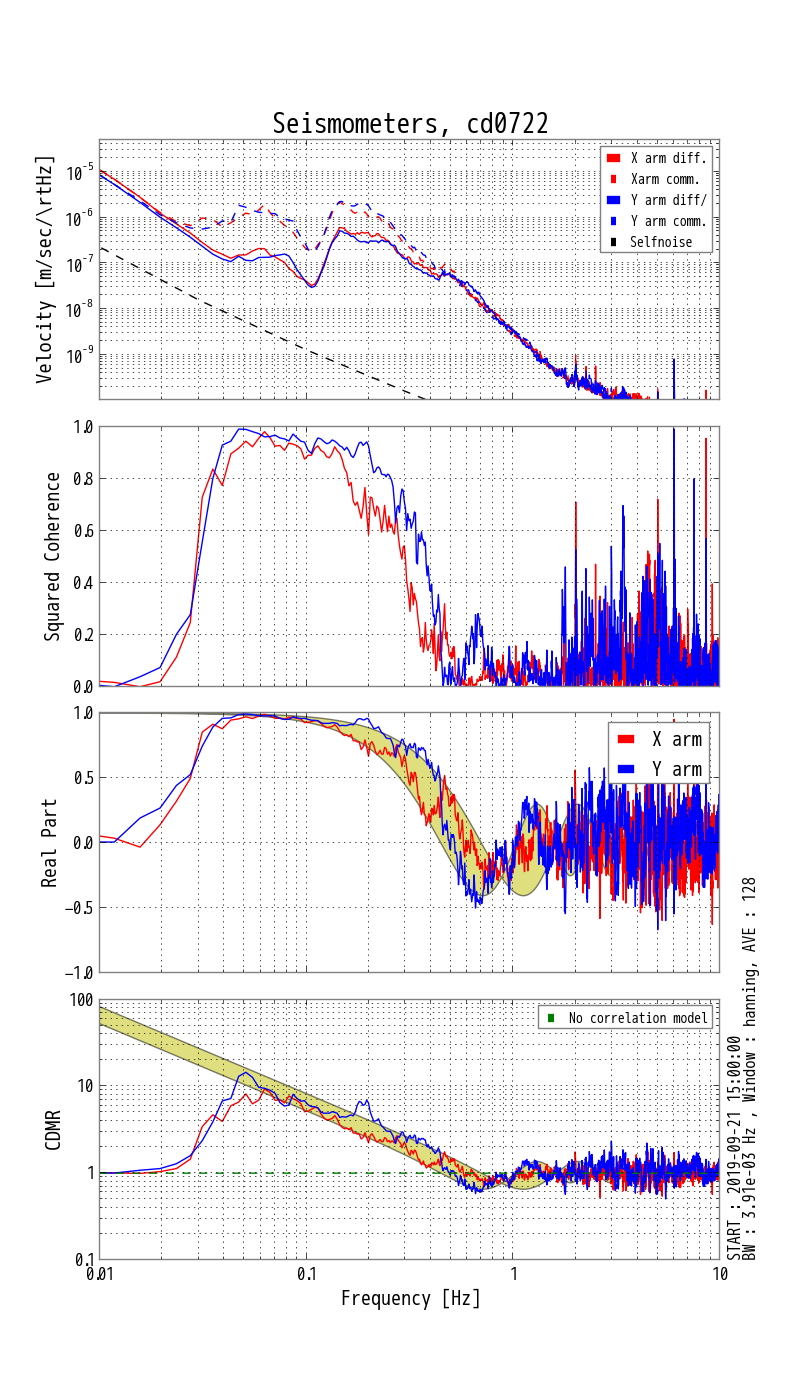 Seismometers, cd0722
Velocity [m/sec/\rtHz]
10-5
10-6
10-7
10-8
10-9
X arm diff.
Xarm comm.
Y arm diff/
Y arm comm.
Selfnoise
Squared Coherence
1.0
0.8
0.6
0.4
0.2
0.0
Real Part
1.0
0.5
0.0
−0.5
−1.0
X arm
Y arm
CDMR
100
10
1
0.1
No correlation model
0.01
0.1
1
10
Frequency [Hz]
START : 2019-09-21 15:00:00
BW : 3.91e-03 Hz , Window : hanning, AVE : 128